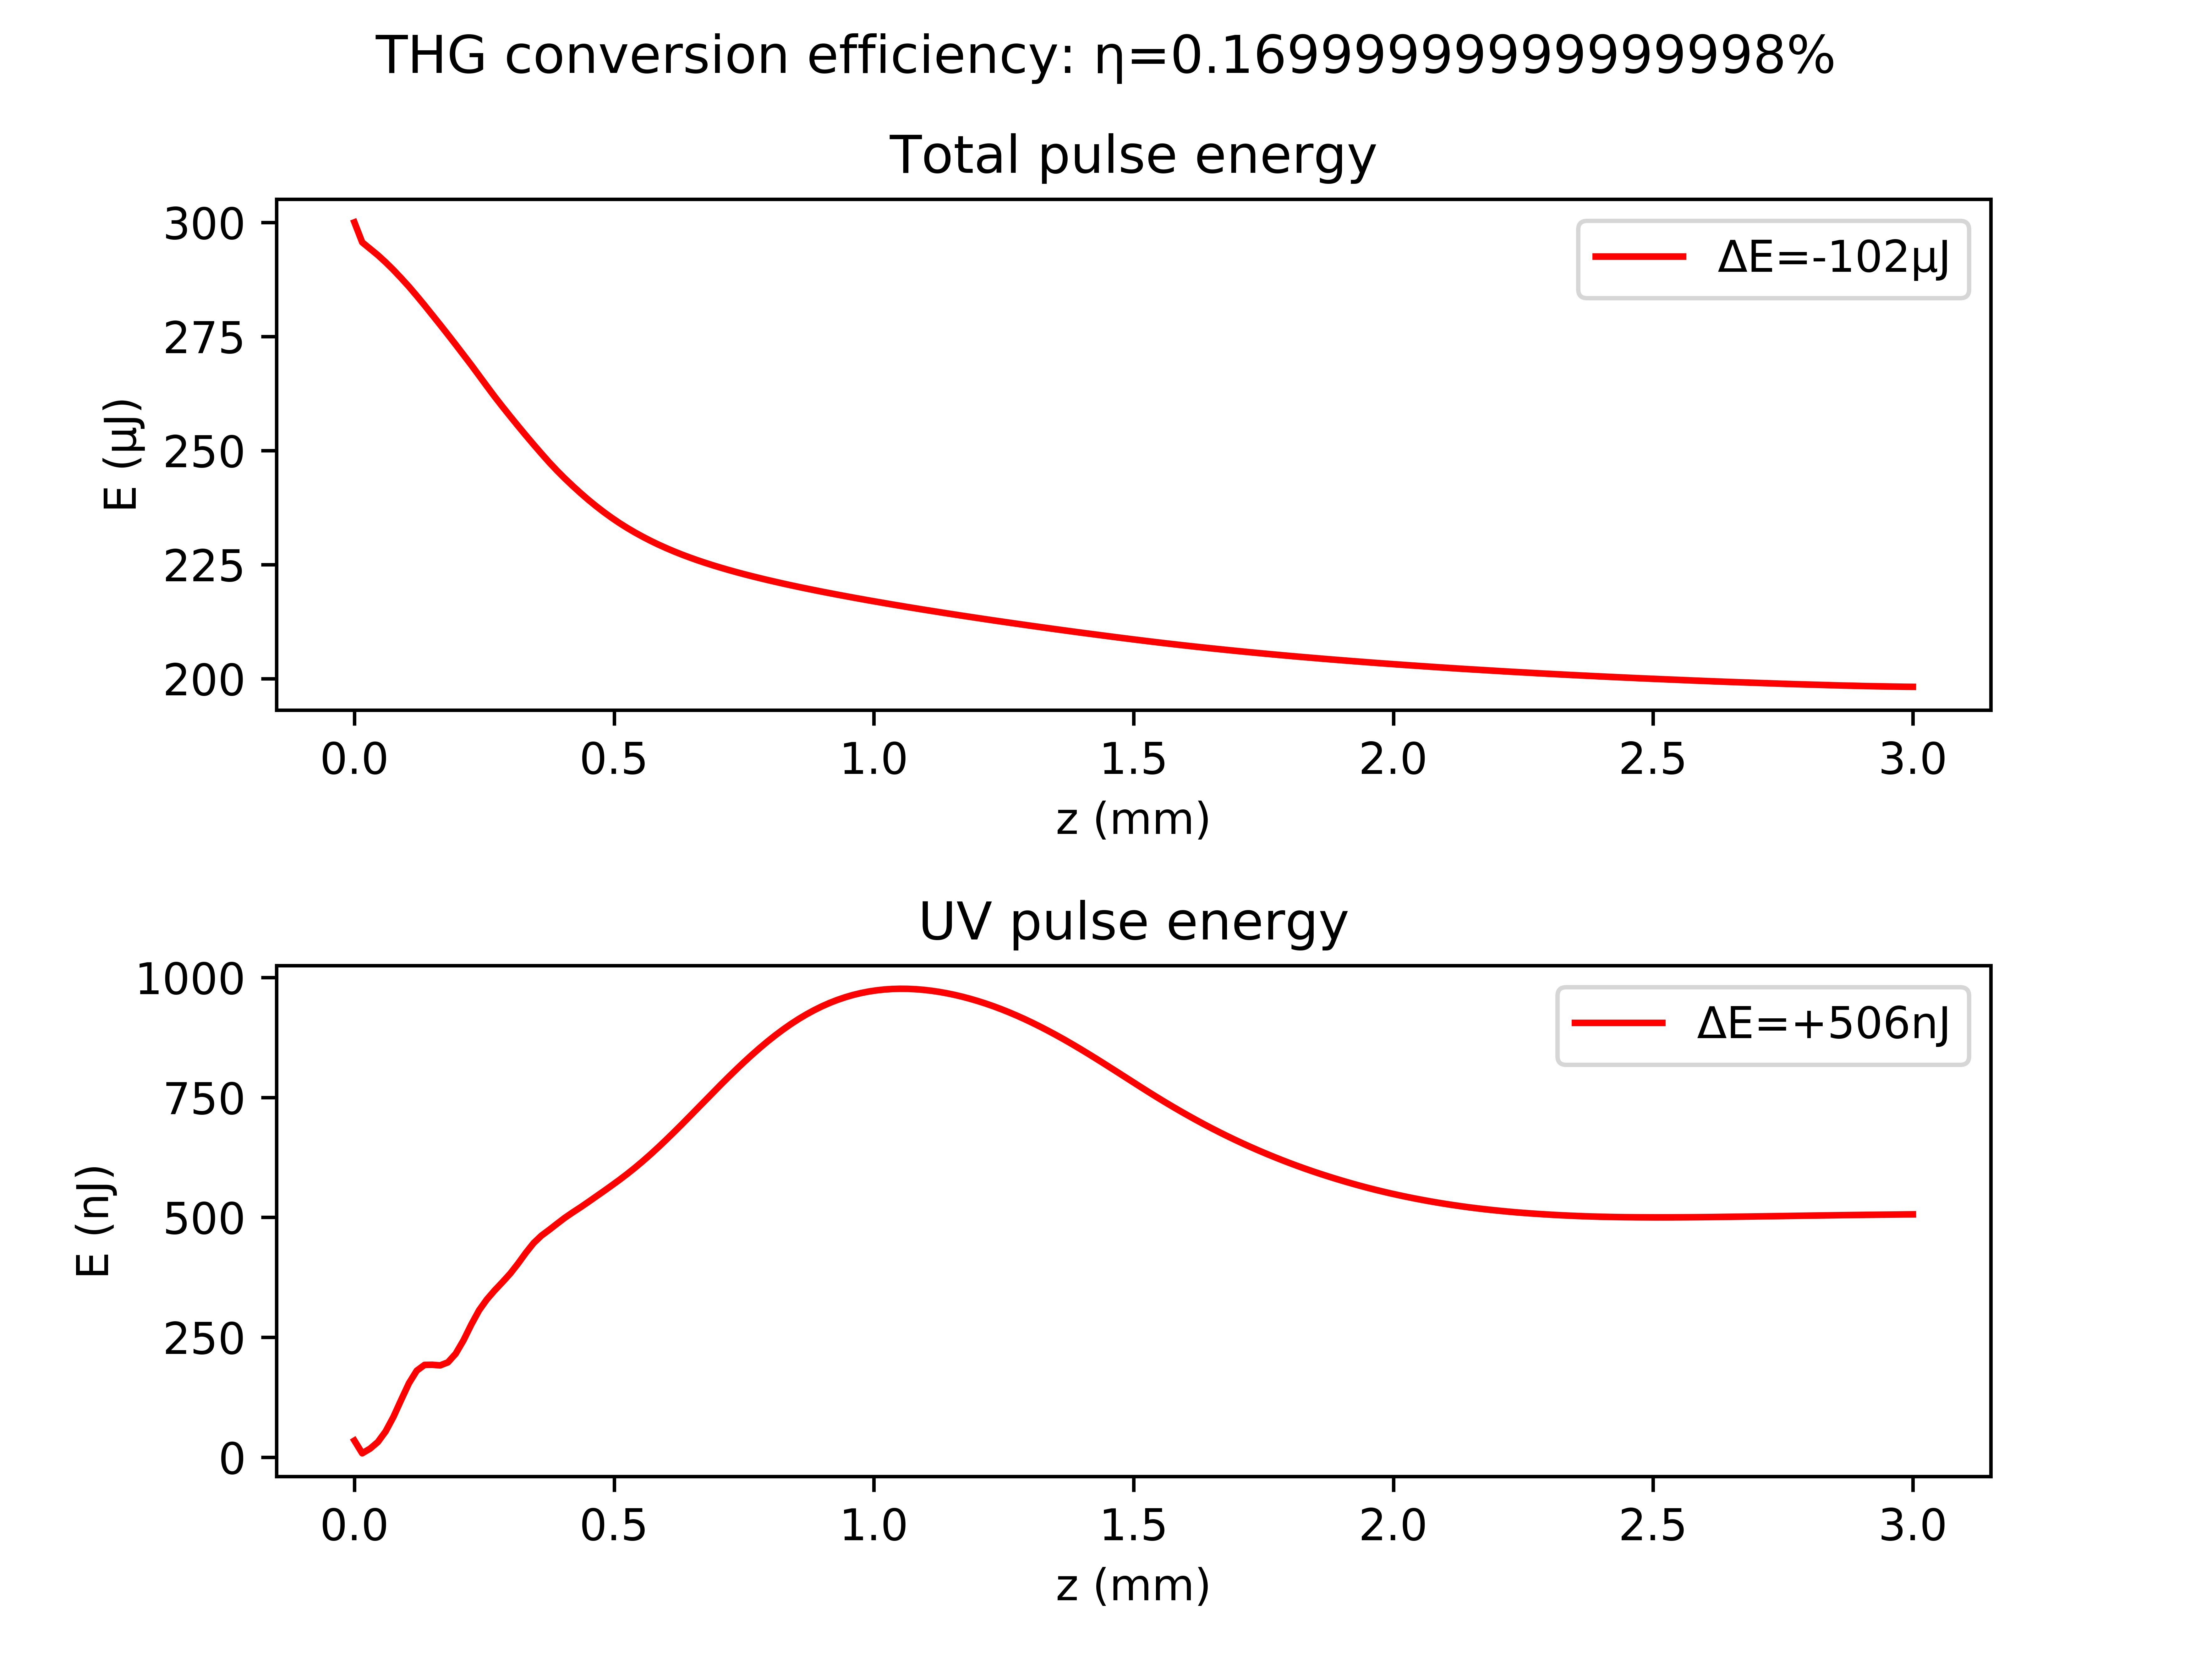 THG conversion efficiency: η=0.16999999999999998%
Total pulse energy
300
275
250
225
200
E (μJ)
ΔE=-102μJ
0.0 0.5 1.0 1.5 2.0 2.5 3.0
z (mm)
UV pulse energy
1000
750
500
250
0
E (nJ)
ΔE=+506nJ
0.0 0.5 1.0 1.5 2.0 2.5 3.0
z (mm)